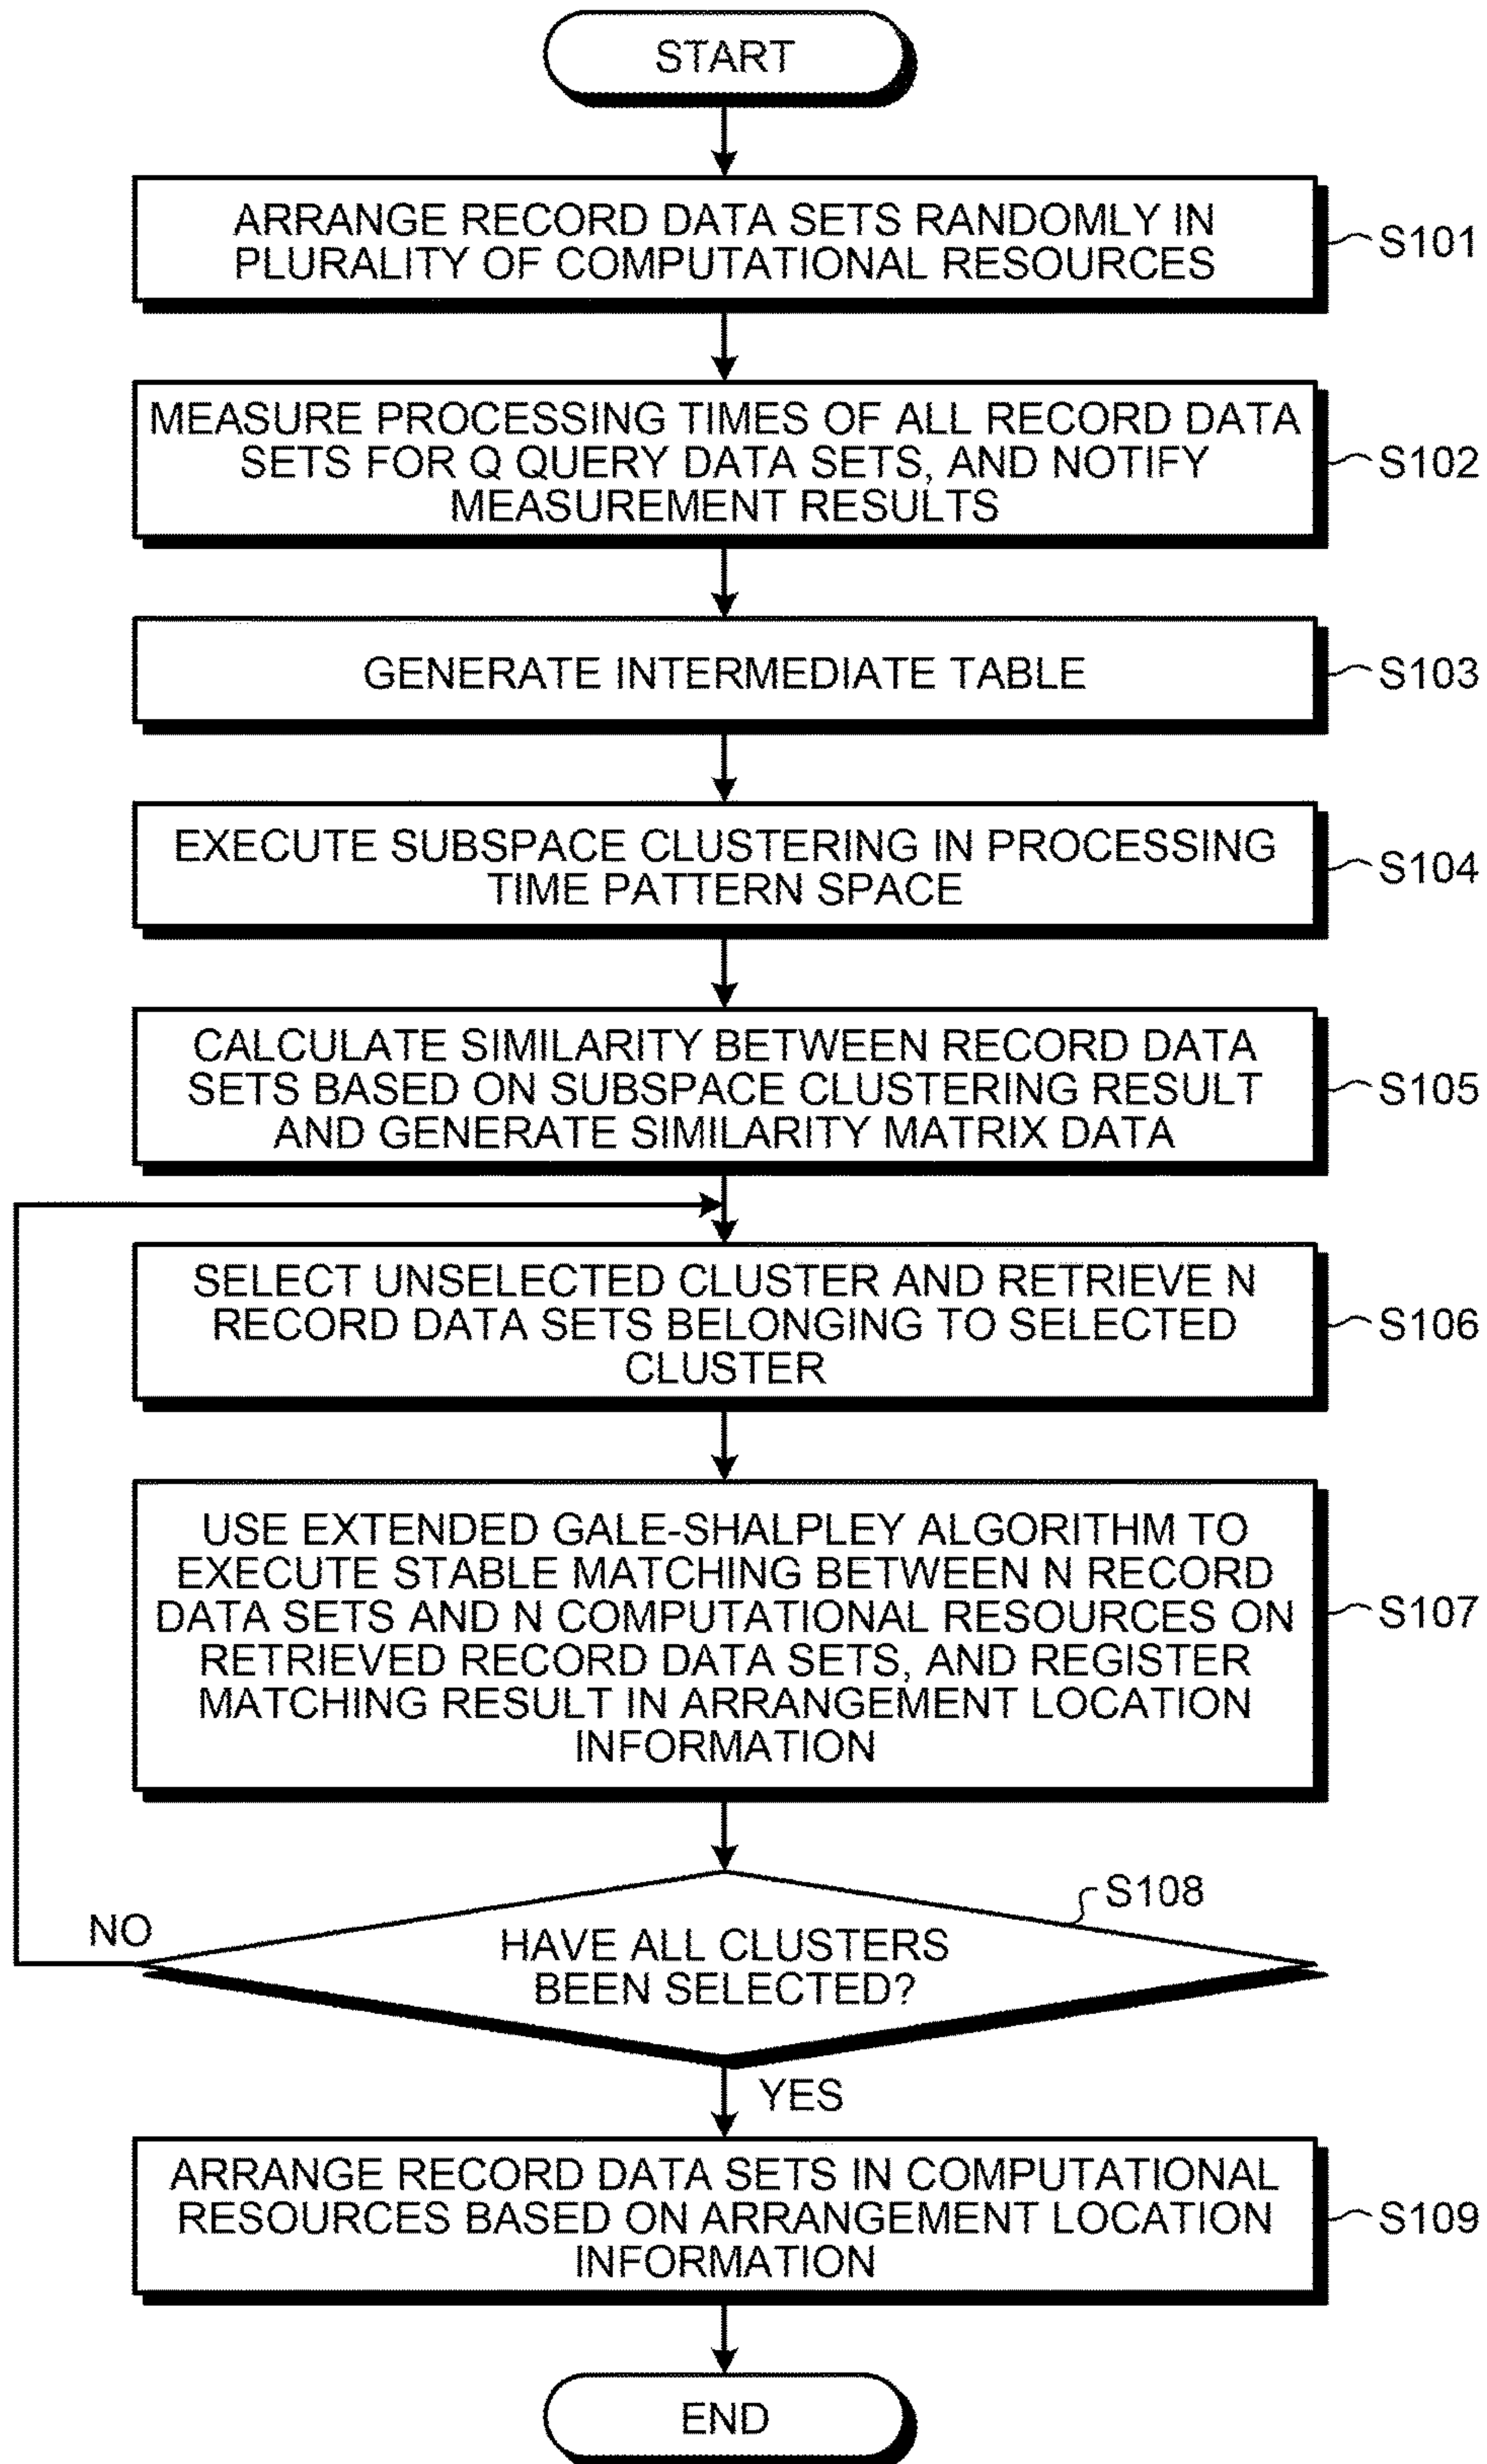 START
ARRANGE RECORD DATA SETS RANDOMLY IN
PLURALITY OF COMPUTATIONAL RESOURCES
S101
MEASURE PROCESSING TIMES OF ALL RECORD DATA
SETS FOR Q QUERY DATA SETS, AND NOTIFY
MEASUREMENT RESULTS
S102
GENERATE INTERMEDIATE TABLE
S103
EXECUTE SUBSPACE CLUSTERING IN PROCESSING
TIME PATTERN SPACE
S104
CALCULATE SIMILARITY BETWEEN RECORD DATA
SETS BASED ON SUBSPACE CLUSTERING RESULT
AND GENERATE SIMILARITY MATRIX DATA
S105
SELECT UNSELECTED CLUSTER AND RETRIEVE N
RECORD DATA SETS BELONGING TO SELECTED
CLUSTER
S106
USE EXTENDED GALE-SHALPLEY ALGORITHM TO
EXECUTE STABLE MATCHING BETWEEN N RECORD
DATA SETS AND N COMPUTATIONAL RESOURCES ON
RETRIEVED RECORD DATA SETS, AND REGISTER
MATCHING RESULT IN ARRANGEMENT LOCATION
INFORMATION
S107
S108
NO
HAVE ALL CLUSTERS
BEEN SELECTED?
YES
ARRANGE RECORD DATA SETS IN COMPUTATIONAL
RESOURCES BASED ON ARRANGEMENT LOCATION
INFORMATION
S109
END